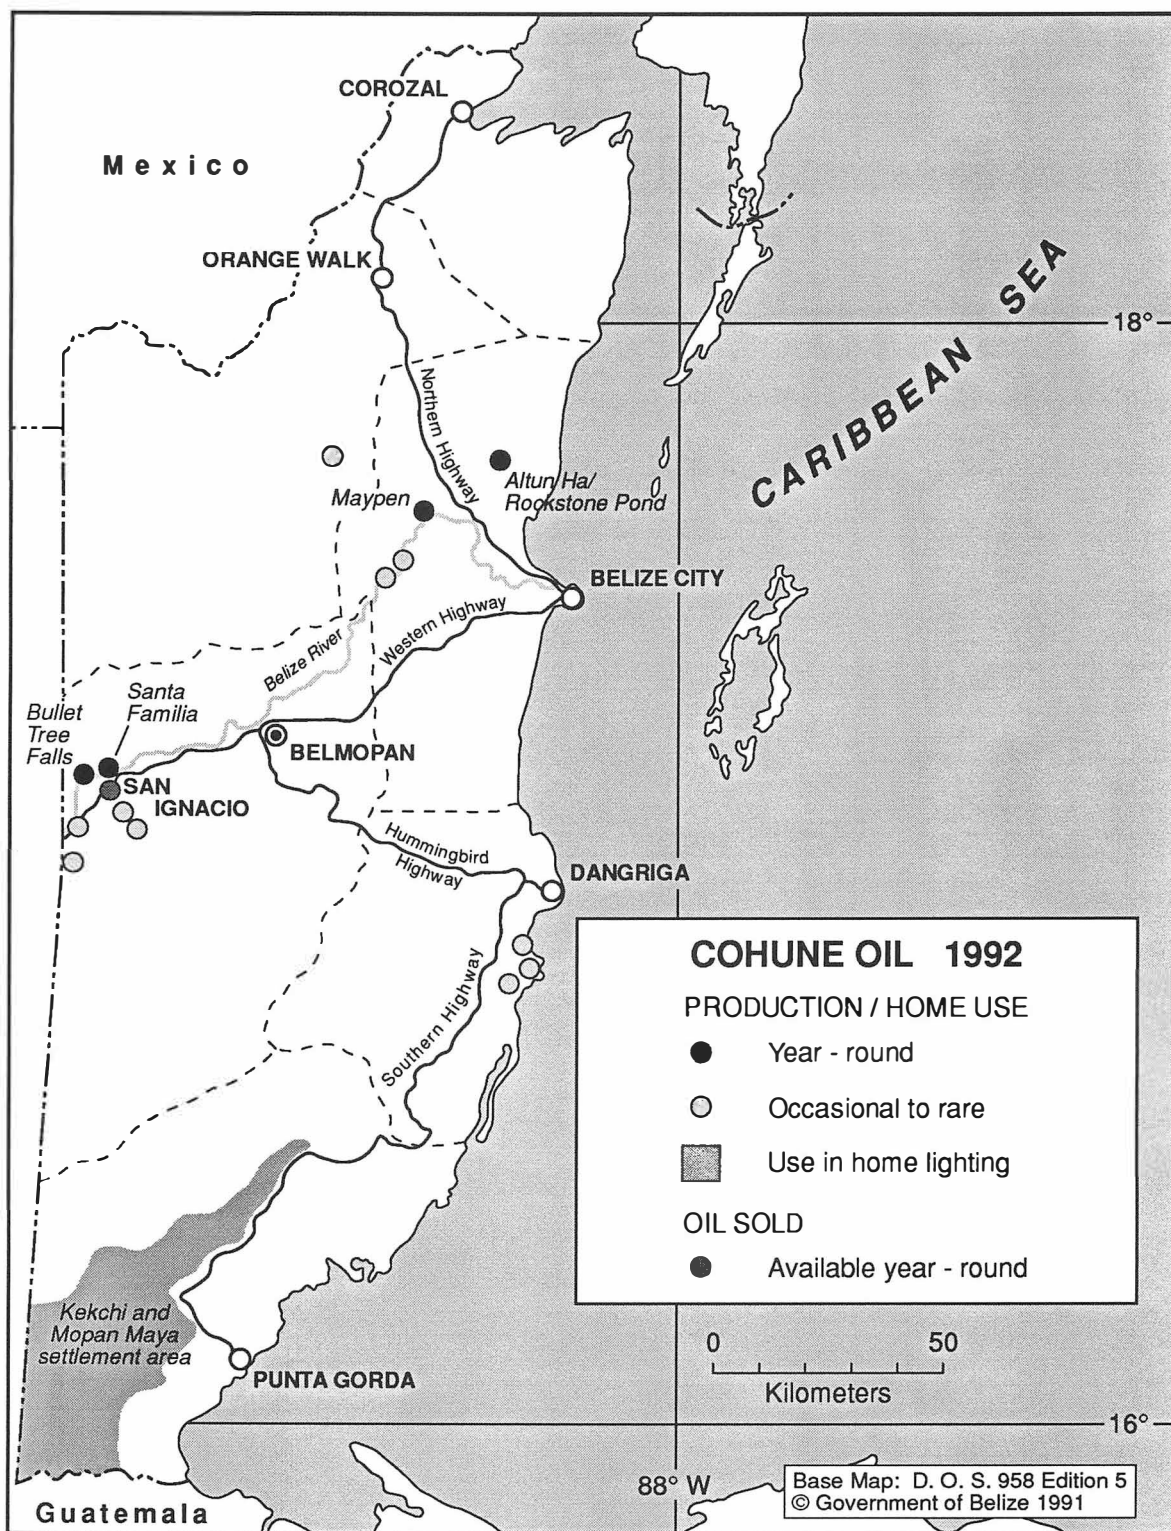 COROZAL
Mexico
ORANGE WALK
CARIBBEAN SEA
18°
Northern Highway
Altun Ha/
Rockstone Pond
Maypen
BELIZE CITY
Western Highway
Belize River
Santa
Familia
Bullet
Tree
Falls
BELMOPAN
SAN
IGNACIO
Hummingbird
Highway
DANGRIGA
Southern Highway
COHUNE OIL 1992
PRODUCTION / HOME USE
Year - round
Occasional to rare
Use in home lighting
OIL SOLD
Available year - round
Kekchi and
Mopan Maya
settlement area
PUNTA GORDA
0 50
Kilometers
16°
88° W
Base Map: D. O. S. 958 Edition 5
© Government of Belize 1991
Guatemala